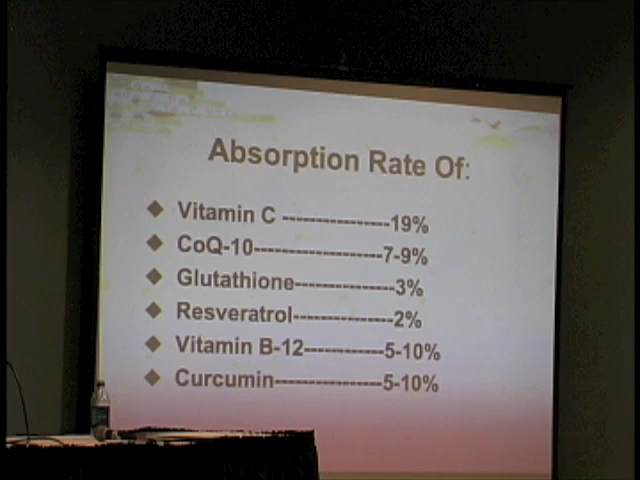 Absorption Rate Of:
◆ Vitamin C ----------------19%
◆ CoQ-10-------------------7-9%
◆ Glutathione---------------3%
◆ Resveratrol---------------2%
◆ Vitamin B-12------------5-10%
◆ Curcumin----------------5-10%